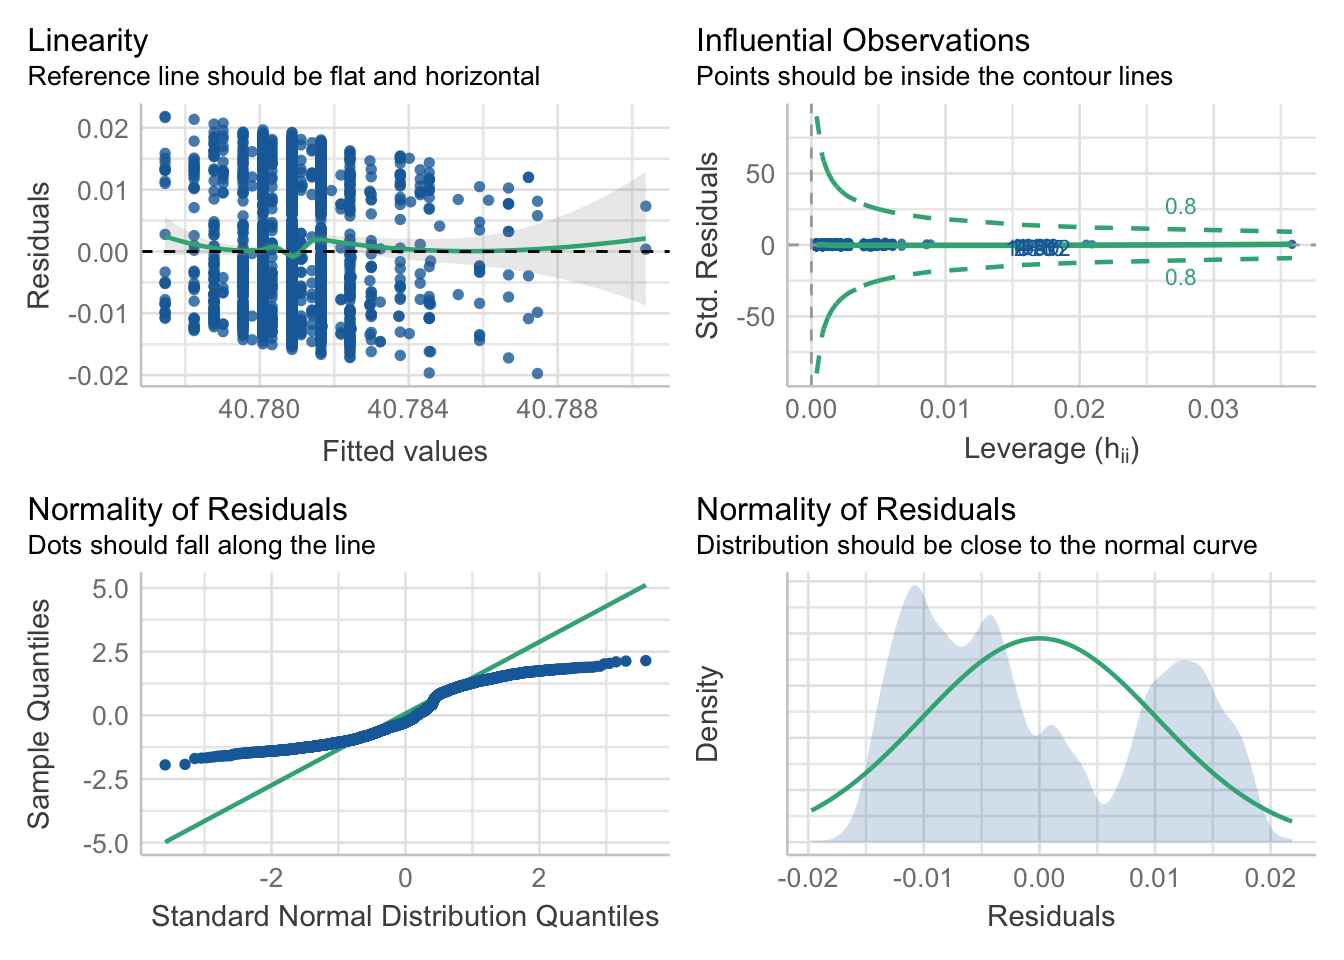 Linearity
Reference line should be flat and horizontal
0.02
0.01
0.00
-0.01
-0.02
Residuals
40.780
40.784
40.788
Fitted values
Influential Observations
Points should be inside the contour lines
50
0
-50
Std. Residuals
0.8
0.8
0.00
0.01
0.02
0.03
Leverage (hii)
Normality of Residuals
Dots should fall along the line
5.0
2.5
0.0
-2.5
-5.0
Sample Quantiles
-2
0
2
Standard Normal Distribution Quantiles
Normality of Residuals
Distribution should be close to the normal curve
Density
-0.02
-0.01
0.00
0.01
0.02
Residuals